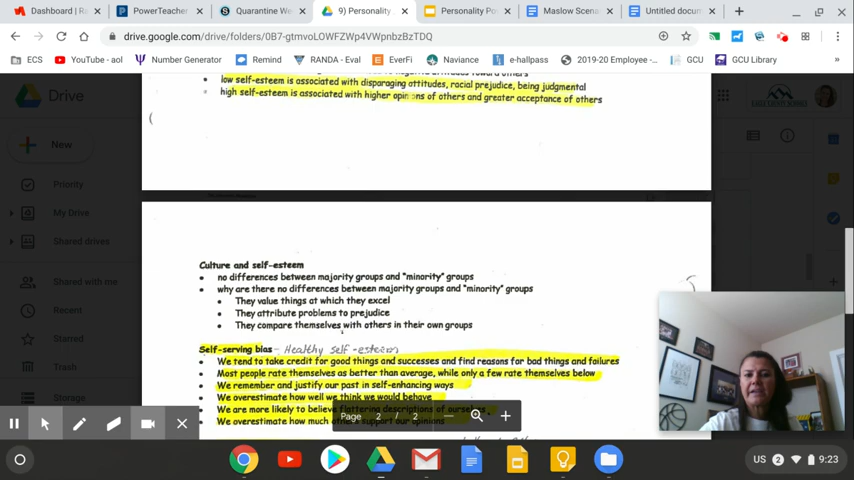 Dashboard | R
PowerTeacher
Quarantine We
9) Personality
Personality Po
Maslow Scena
Untitled docum
drive.google.com/drive/folders/0B7-gtmvoLOWFZWp4VWpnbzBzTDQ
ECS
YouTube - aol
Number Generator
Remind
RANDA - Eval
EverFi
Naviance
e-hallpass
2019-20 Employee -...
GCU
GCU Library
Drive
New
Priority
My Drive
Shared drives
Shared with me
Recent
Starred
Trash
Storage
low self-esteem is associated with disparaging attitudes, racial prejudice, being judgmental
high self-esteem is associated with higher opinions of others and greater acceptance of others
Culture and self-esteem
no differences between majority groups and "minority" groups
why are there no differences between majority groups and "minority" groups
They value things at which they excel
They attribute problems to prejudice
They compare themselves with others in their own groups
Self-serving bias - Healthy self-esteem
We tend to take credit for good things and successes and find reasons for bad things and failures
Most people rate themselves as better than average, while only a few rate themselves below
We remember and justify our past in self-enhancing ways
We overestimate how well we think we would behave
We are more likely to believe flattering descriptions of ourselves
We overestimate how much others support our opinions
Page 2 / 2
US 2 9:23